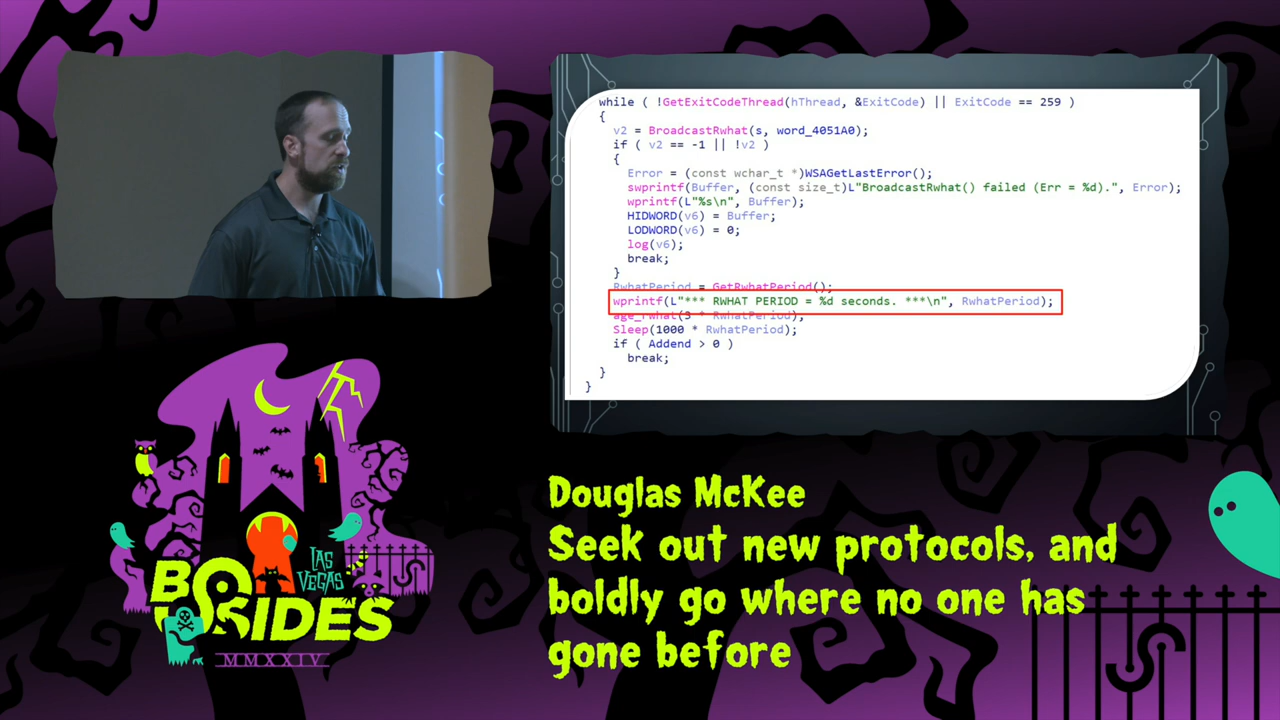 while ( !GetExitCodeThread(hThread, &ExitCode) || ExitCode == 259 )
{
v2 = BroadcastRwhat(s, word_4051A0);
if ( v2 == -1 || !v2 )
{
Error = (const wchar_t *)WSAGetLastError();
swprintf(Buffer, (const size_t)L"BroadcastRwhat() failed (Err = %d).", Error);
wprintf(L"%s\n", Buffer);
HIDWORD(v6) = Buffer;
LODWORD(v6) = 0;
log(v6);
break;
}
RwhatPeriod = GetRwhatPeriod();
wprintf(L"*** RWHAT PERIOD = %d seconds. ***\n", RwhatPeriod);
age_rwhat(3 * RwhatPeriod);
Sleep(1000 * RwhatPeriod);
if ( Addend > 0 )
break;
}
}
LAS
VEGAS
BSIDES
MMXXIV
Douglas McKee
Seek out new protocols, and
boldly go where no one has
gone before